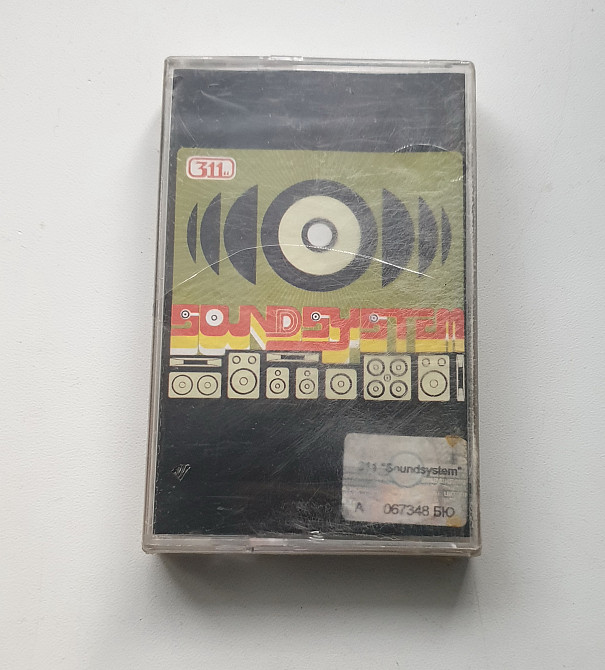 311
SOUNDSYSTEM
311 "Soundsystem"
А 067348 БЮ